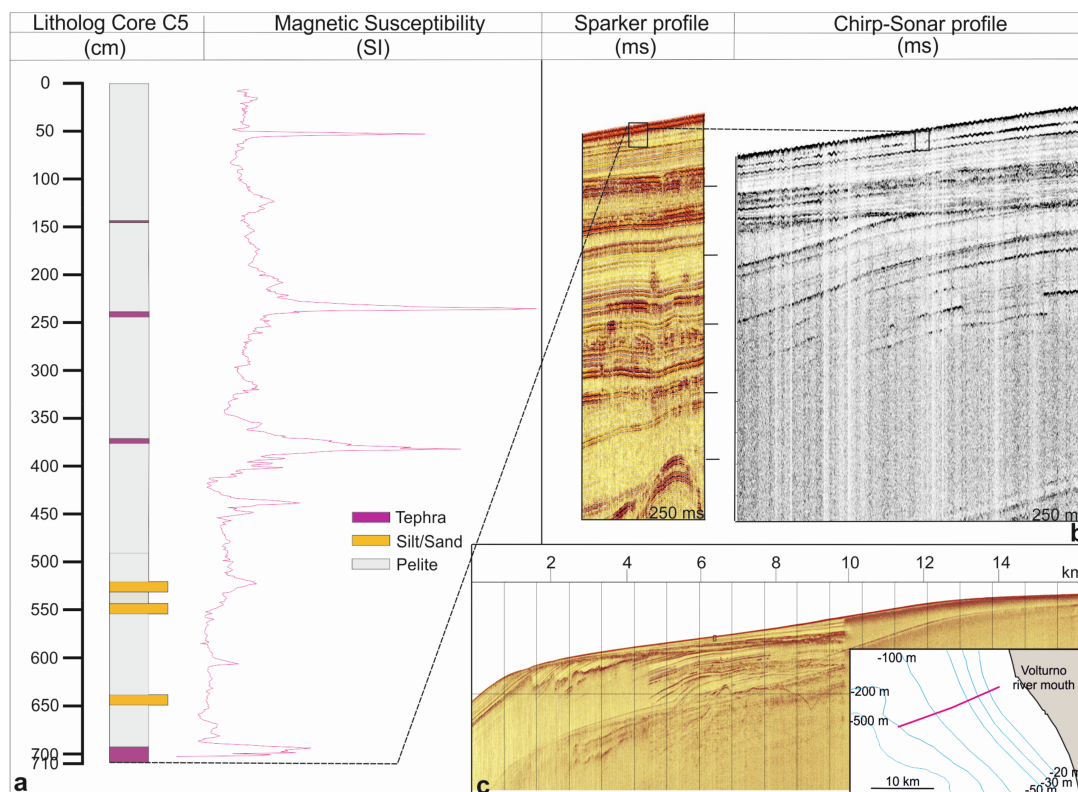 Litholog Core C5
(cm)
Magnetic Susceptibility
(SI)
Sparker profile
(ms)
Chirp-Sonar profile
(ms)
0
50
100
150
200
250
300
350
400
450
500
550
600
650
700
710
Tephra
Silt/Sand
Pelite
a
250 ms
250 m
b
2
4
6
8
10
12
14
km
-100 m
-200 m
-500 m
Volturno
river mouth
-20 m
-30 m
-50 m
10 km
c